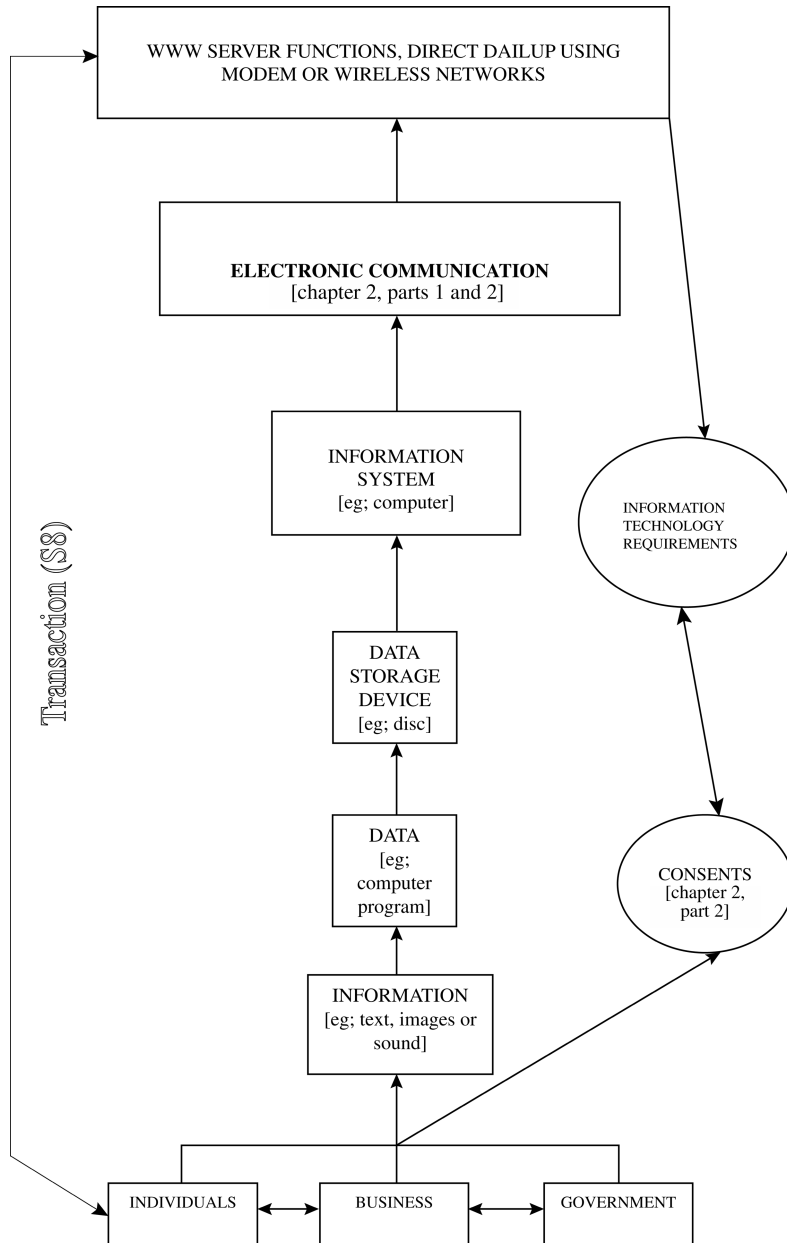 WWW SERVER FUNCTIONS, DIRECT DAILUP USING
MODEM OR WIRELESS NETWORKS
ELECTRONIC COMMUNICATION
[chapter 2, parts 1 and 2]
INFORMATION
SYSTEM
[eg; computer]
INFORMATION
TECHNOLOGY
REQUIREMENTS
Transaction (S8)
DATA
STORAGE
DEVICE
[eg; disc]
DATA
[eg;
computer
program]
CONSENTS
[chapter 2,
part 2]
INFORMATION
[eg; text, images or
sound]
INDIVIDUALS
BUSINESS
GOVERNMENT